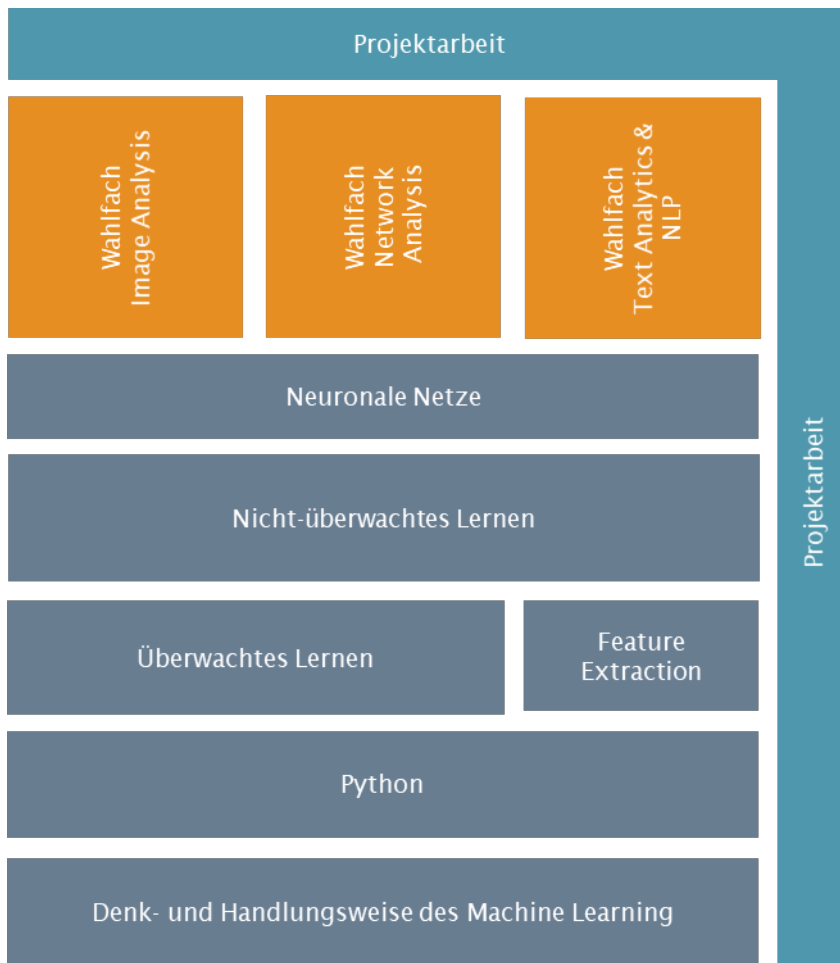 Projektarbeit
Wahlfach
Image Analysis
Wahlfach
Network
Analysis
Wahlfach
Text Analytics &
NLP
Neuronale Netze
Nicht-überwachtes Lernen
Überwachtes Lernen
Feature
Extraction
Python
Denk- und Handlungsweise des Machine Learning
Projektarbeit